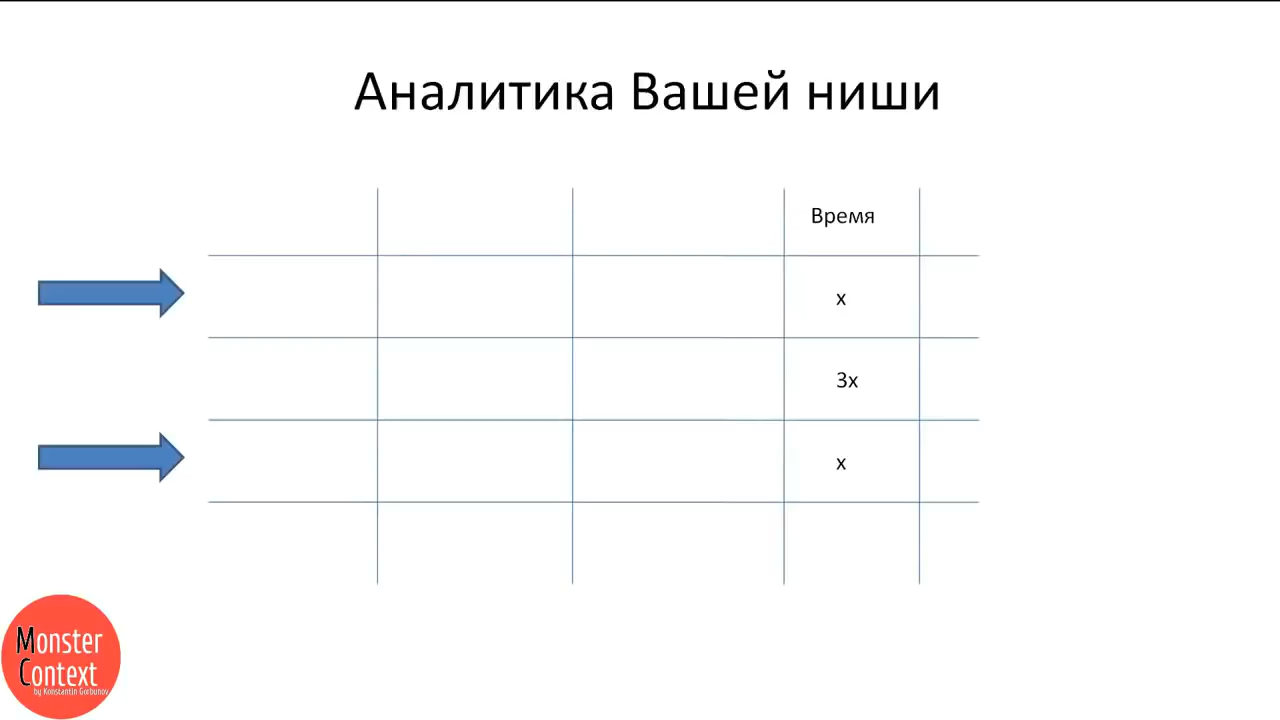 Аналитика Вашей ниши
Время
х
3х
х
Monster
Context
by Konstantin Gorbunov